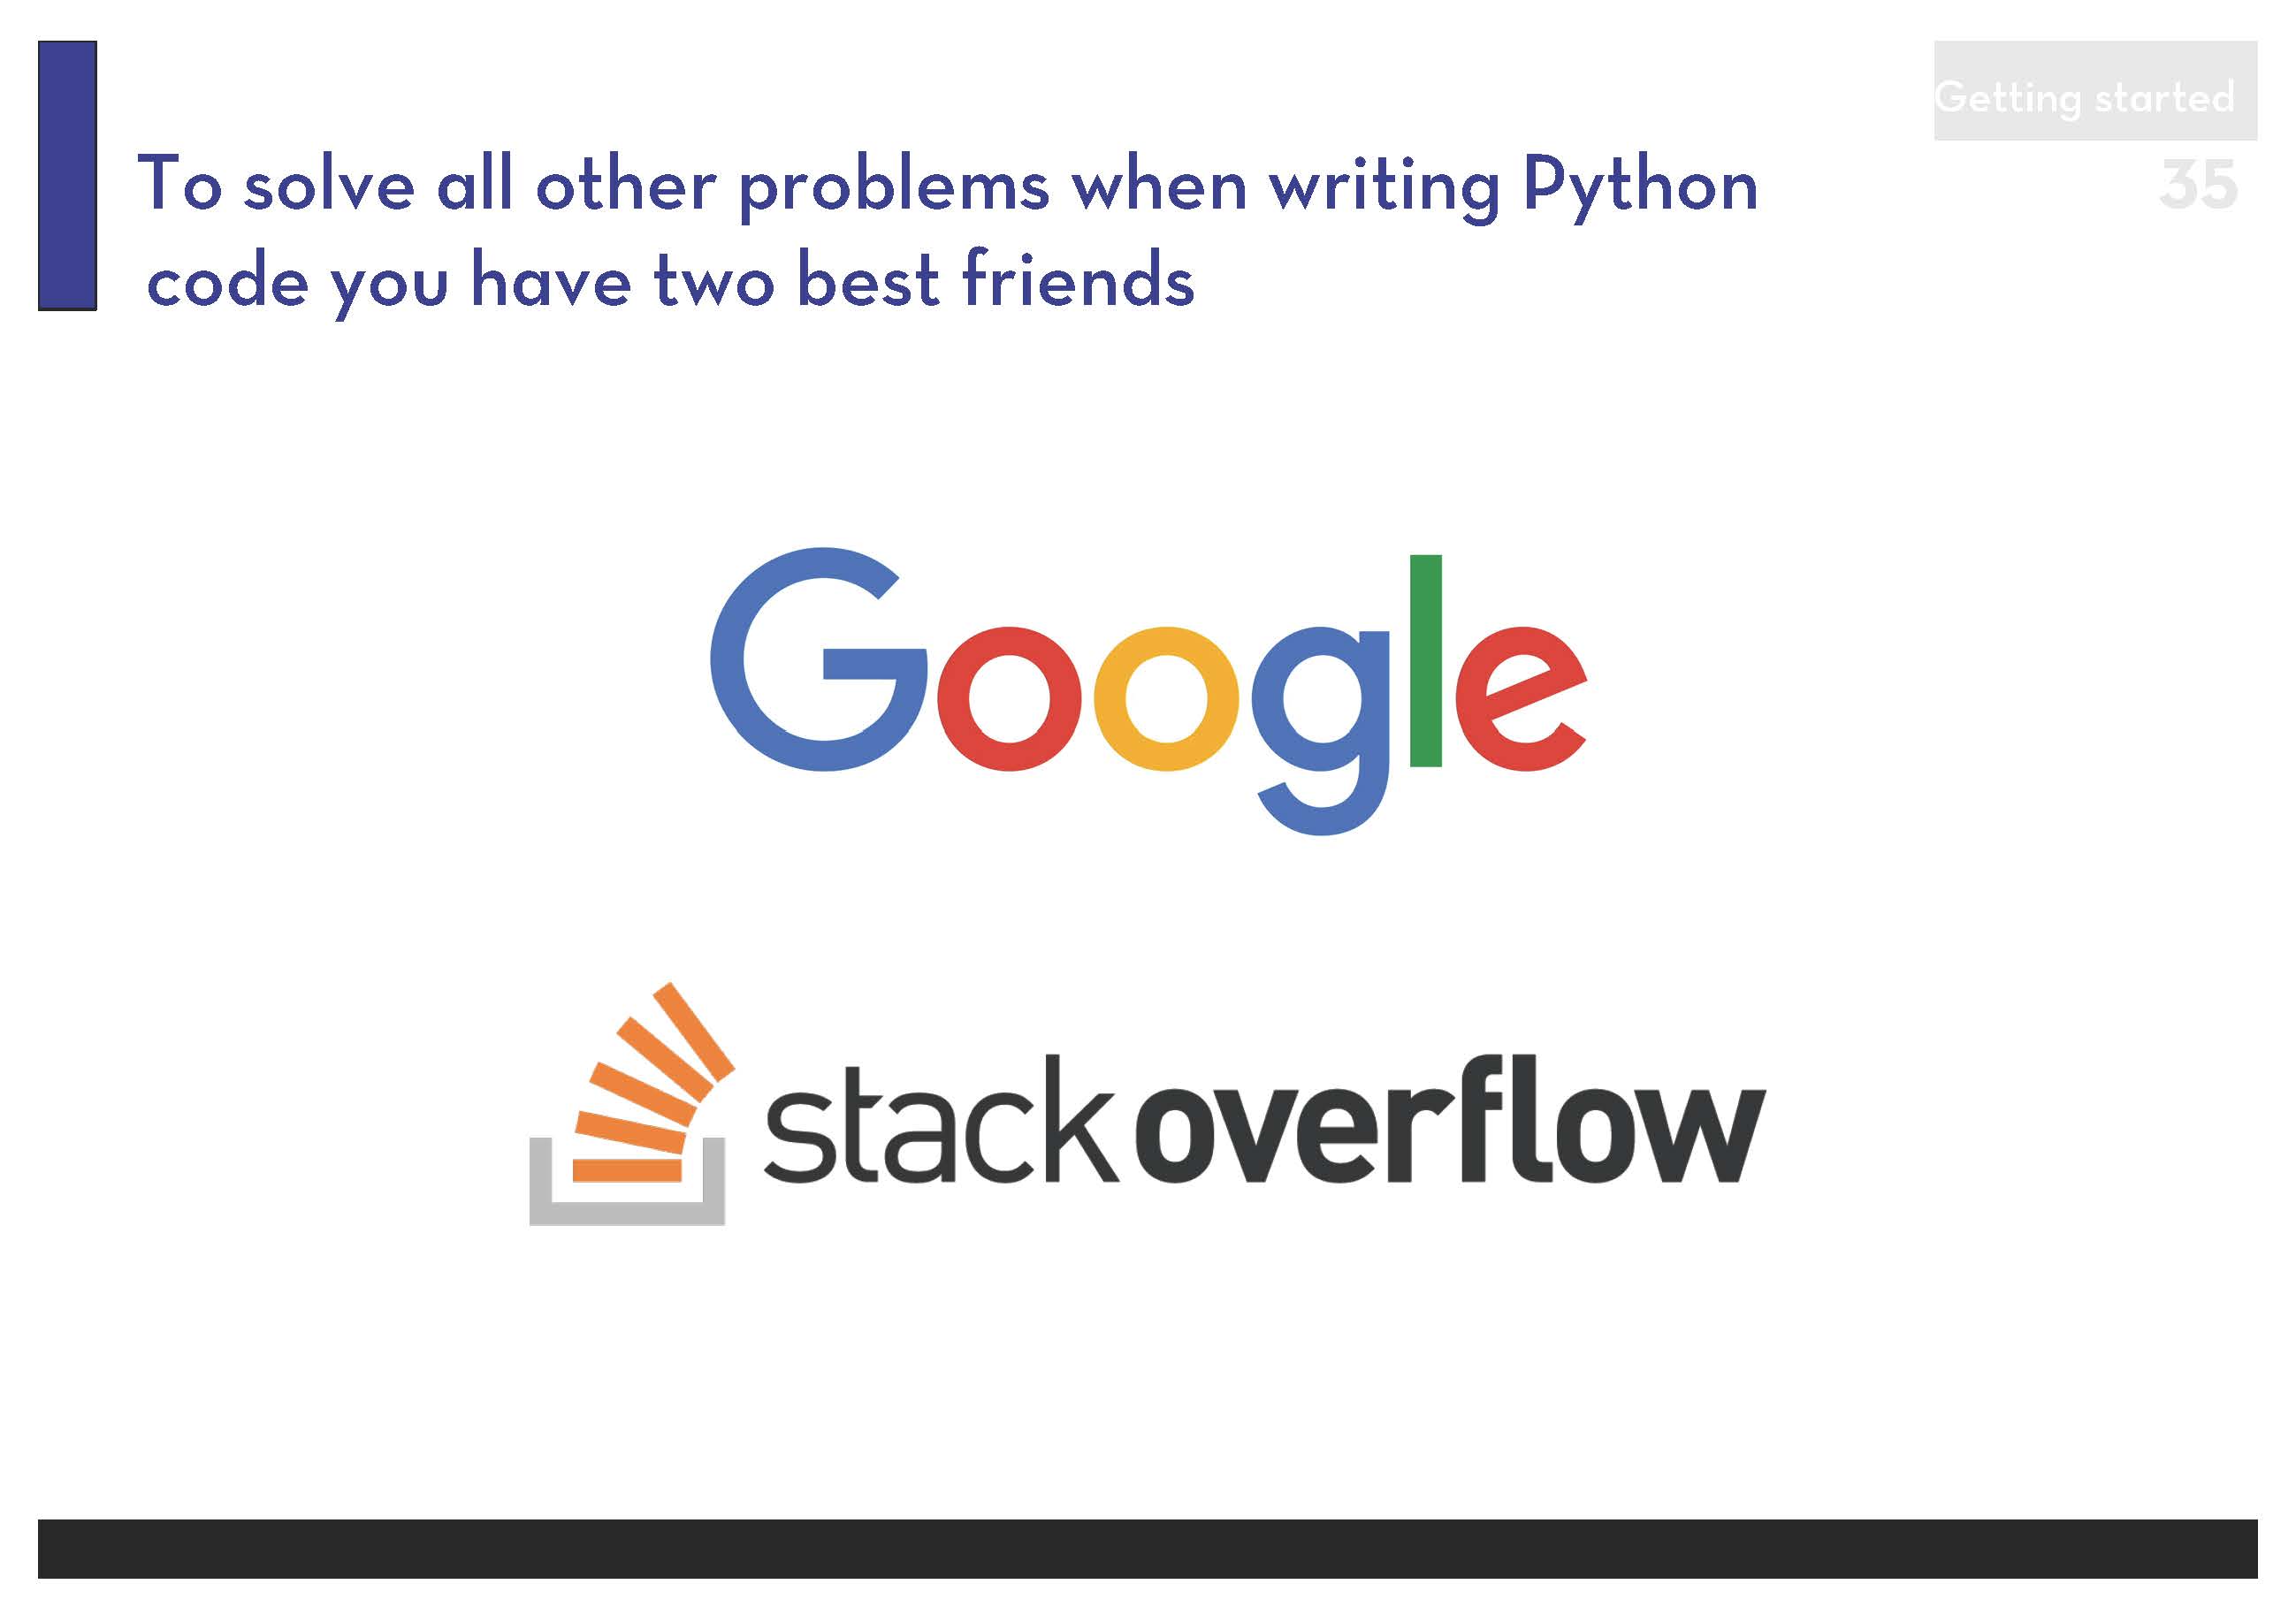 Getting started
35
To solve all other problems when writing Python
code you have two best friends
Google
stackoverflow